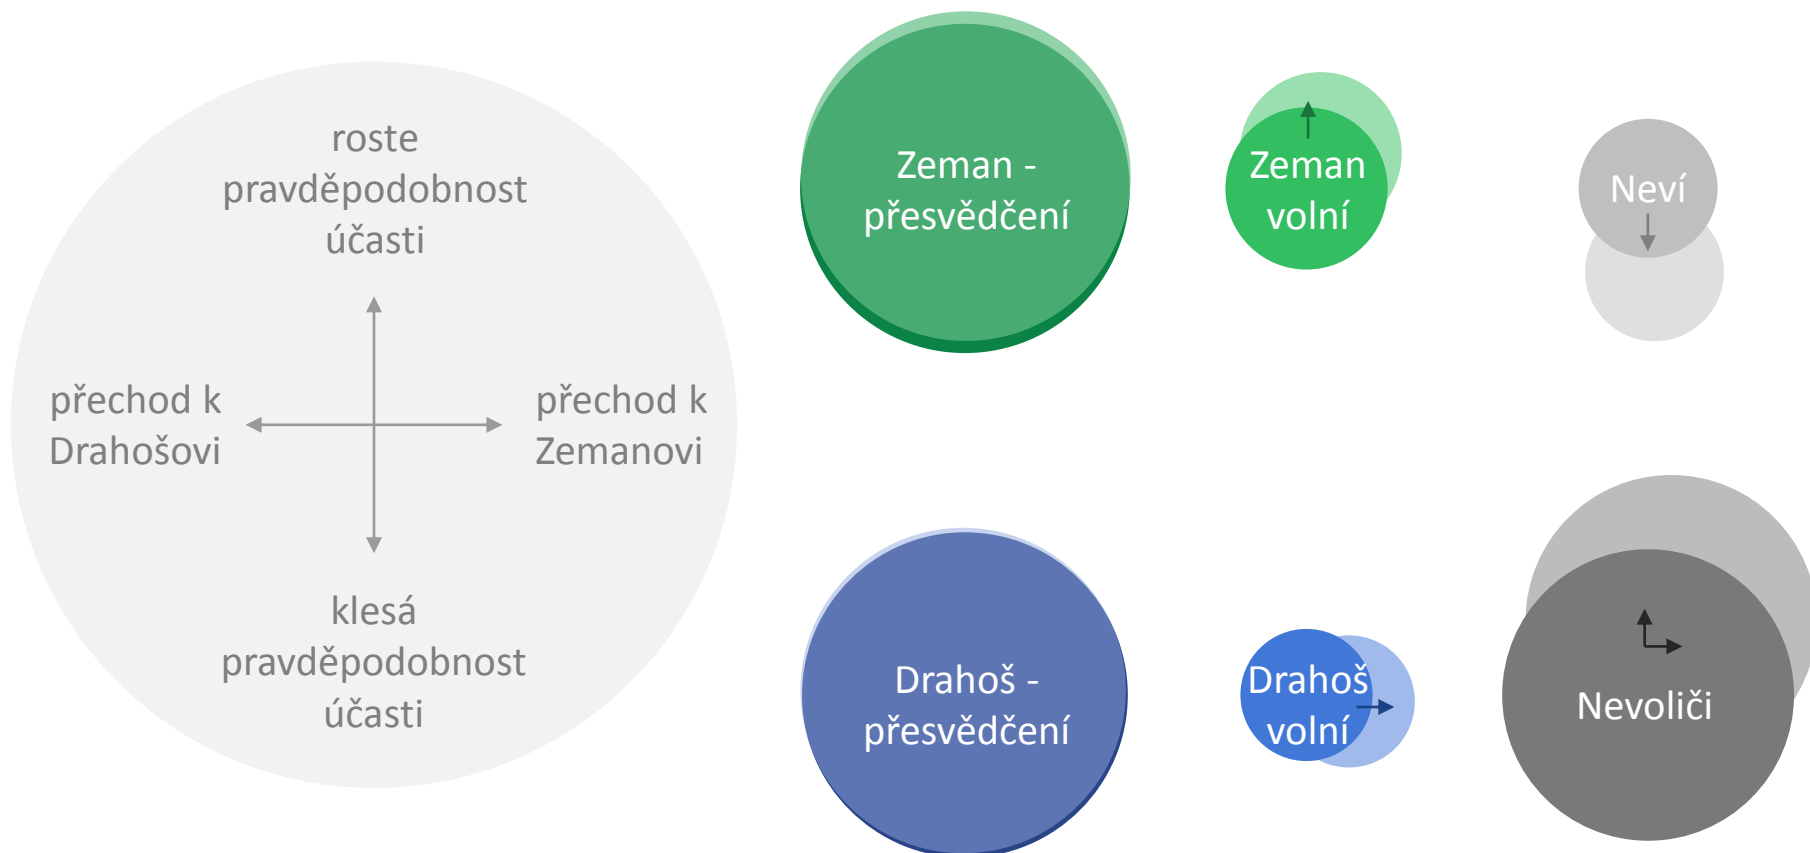 roste
pravděpodobnost
účasti
přechod k
Drahošovi
přechod k
Zemanovi
klesá
pravděpodobnost
účasti
Zeman -
přesvědčení
Zeman
volní
Neví
Drahoš -
přesvědčení
Drahoš
volní
Nevoliči